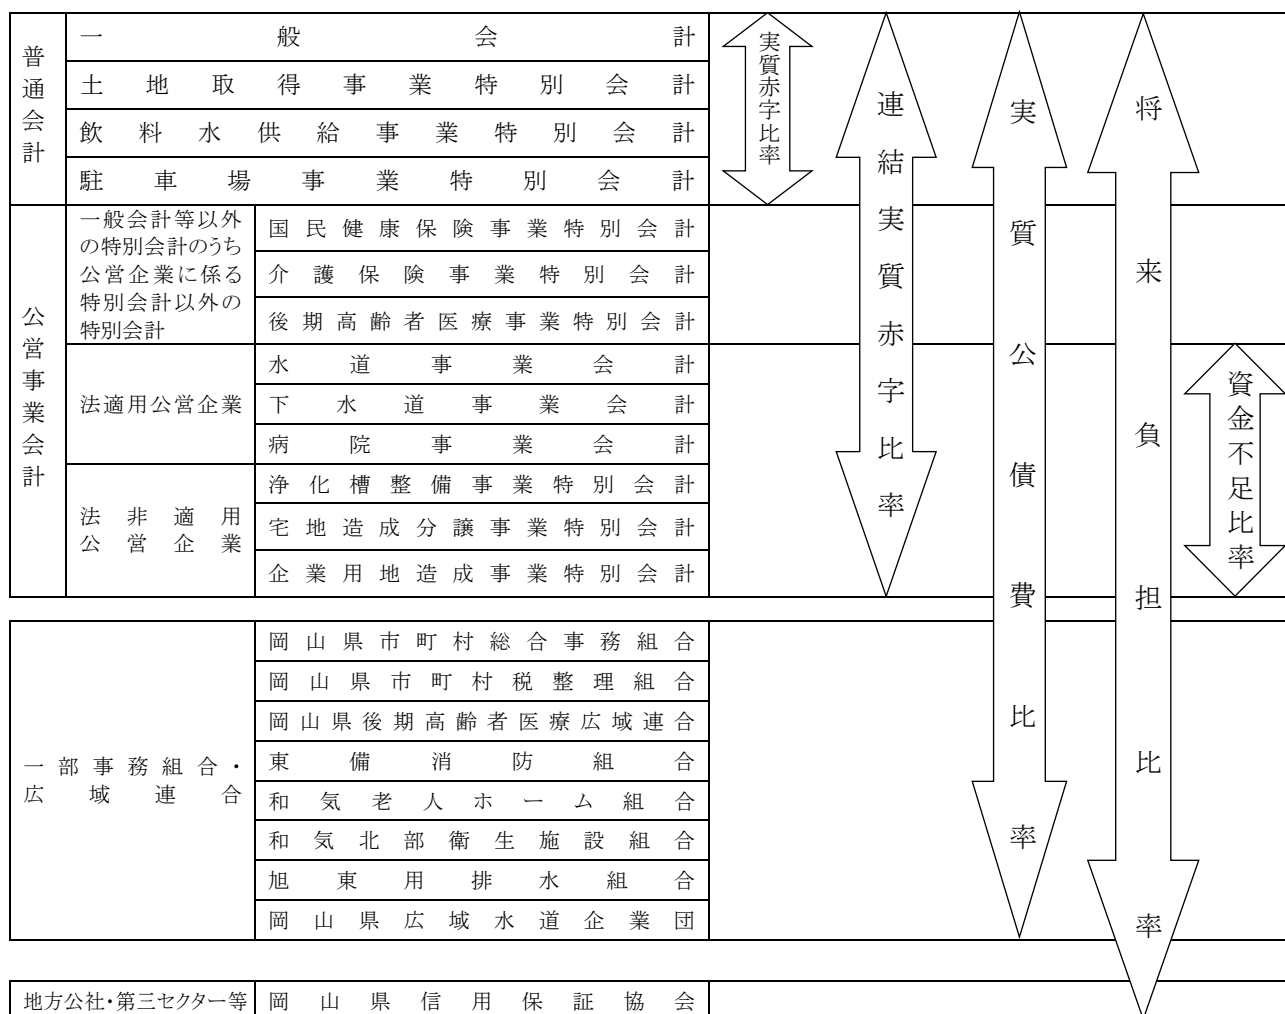 普通会計
一般会計
土地取得事業特別会計
飲料水供給事業特別会計
駐車場事業特別会計
実質赤字比率
連結実質赤字比率
実質公債費比率
将来負担比率
公営事業会計
一般会計等以外
の特別会計のうち
公営企業に係る
特別会計以外の
特別会計
国民健康保険事業特別会計
介護保険事業特別会計
後期高齢者医療事業特別会計
法適用公営企業
水道事業会計
下水道事業会計
病院事業会計
資金不足比率
法非適用
公営企業
浄化槽整備事業特別会計
宅地造成分譲事業特別会計
企業用地造成事業特別会計
一部事務組合・
広域連合
岡山県市町村総合事務組合
岡山県市町村税整理組合
岡山県後期高齢者医療広域連合
東備消防組合
和気老人ホーム組合
和気北部衛生施設組合
旭東用排水組合
岡山県広域水道企業団
地方公社・第三セクター等
岡山県信用保証協会